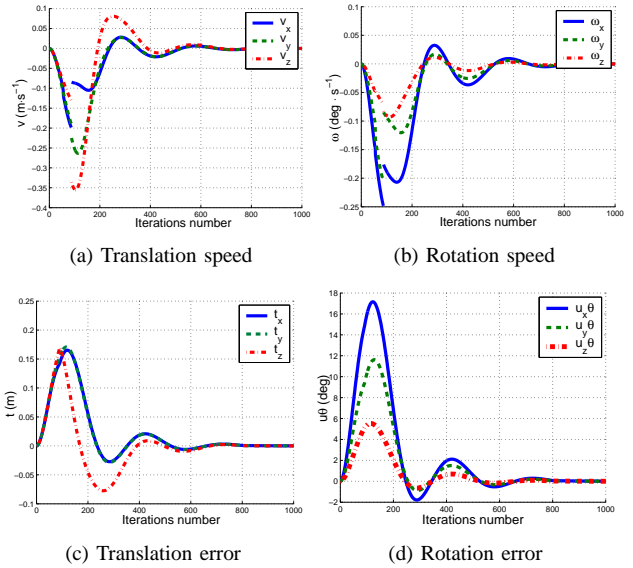 0.1
0.05
0
−0.05
−0.1
−0.15
−0.2
−0.25
−0.3
−0.35
−0.4
v (m·s⁻¹)
0 200 400 600 800 1000
Iterations number
v_x
v_y
v_z
(a) Translation speed
0.05
0
−0.05
−0.1
−0.15
−0.2
−0.25
ω (deg · s⁻¹)
0 200 400 600 800 1000
Iterations number
ω_x
ω_y
ω_z
(b) Rotation speed
0.25
0.2
0.15
0.1
0.05
0
−0.05
−0.1
t (m)
0 200 400 600 800 1000
Iterations number
t_x
t_y
t_z
(c) Translation error
18
16
14
12
10
8
6
4
2
0
−2
uθ (deg)
0 200 400 600 800 1000
Iterations number
u_xθ
u_yθ
u_zθ
(d) Rotation error